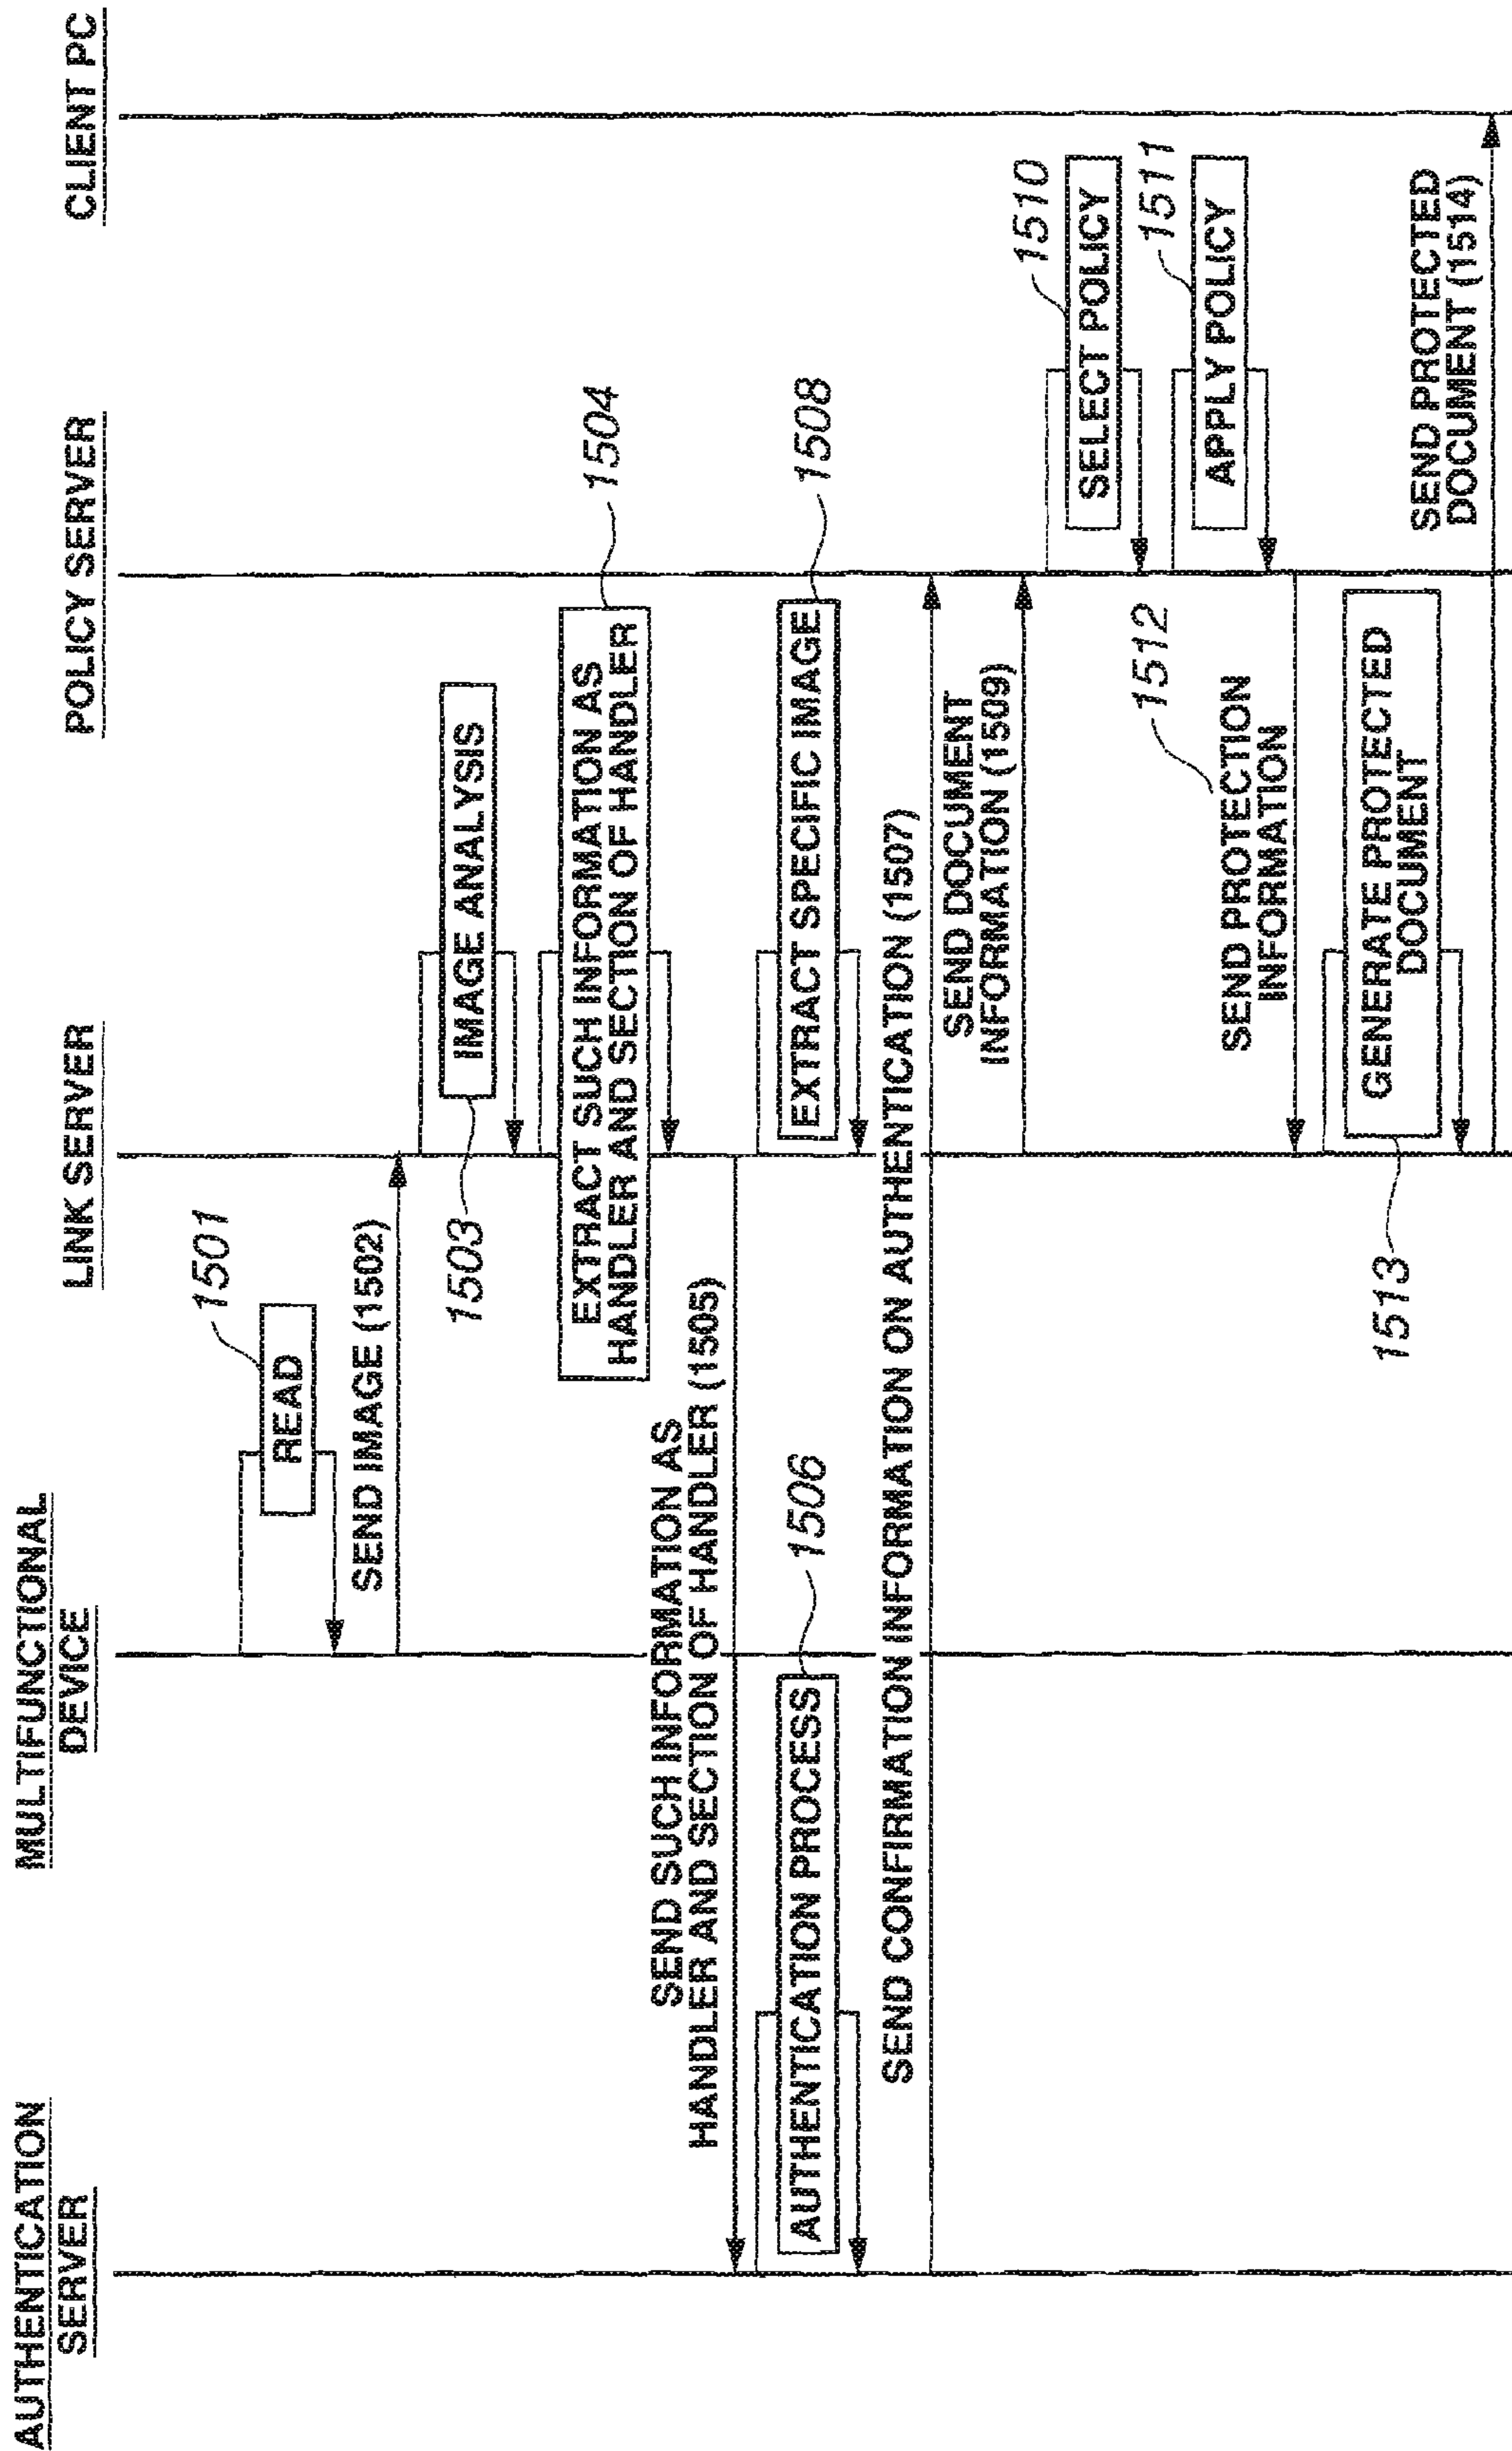 AUTHENTICATION
SERVER
MULTIFUNCTIONAL
DEVICE
LINK SERVER
POLICY SERVER
CLIENT PC
1501
READ
SEND IMAGE (1502)
IMAGE ANALYSIS
1503
1504
EXTRACT SUCH INFORMATION AS
HANDLER AND SECTION OF HANDLER
SEND SUCH INFORMATION AS
HANDLER AND SECTION OF HANDLER (1505)
1506
AUTHENTICATION PROCESS
1508
EXTRACT SPECIFIC IMAGE
SEND CONFIRMATION INFORMATION ON AUTHENTICATION (1507)
SEND DOCUMENT
INFORMATION (1509)
1510
SELECT POLICY
1511
APPLY POLICY
1512
SEND PROTECTION
INFORMATION
GENERATE PROTECTED
DOCUMENT
1513
SEND PROTECTED
DOCUMENT (1514)